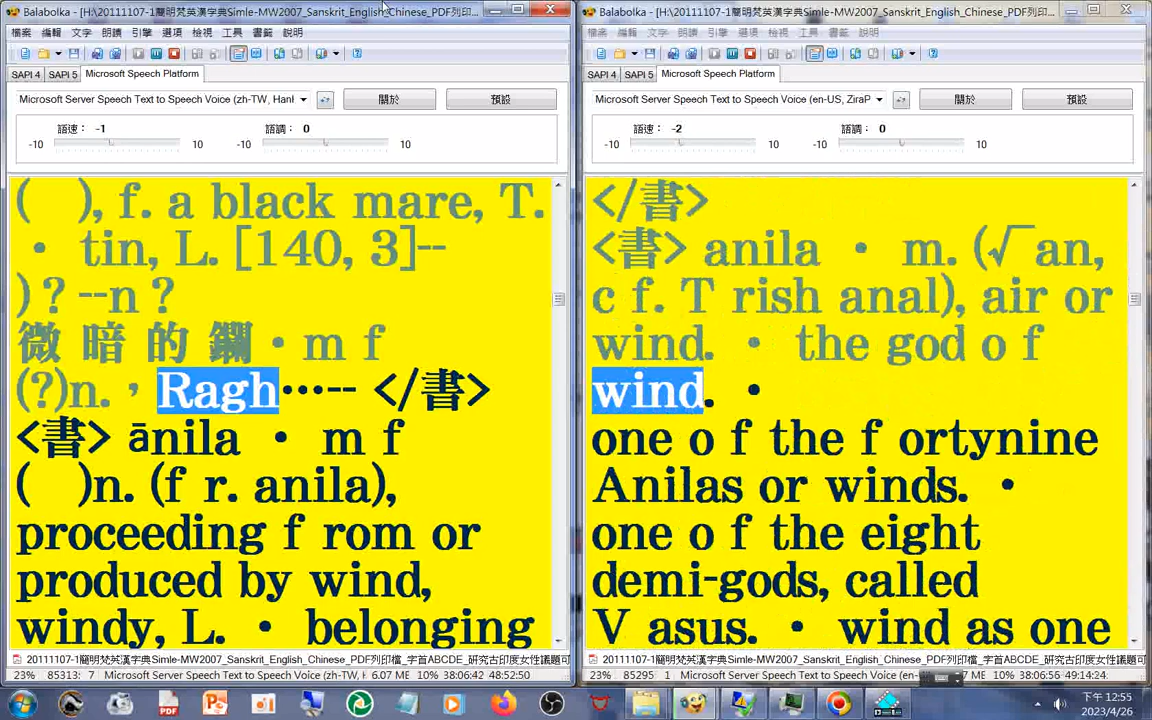 Balabolka - [H:\20111107-1簡明梵英漢字典Simle-MW2007_Sanskrit_English_Chinese_PDF列印...
檔案 編輯 文字 朗讀 引擎 選項 檢視 工具 書籤 說明
SAPI 4 SAPI 5 Microsoft Speech Platform
Microsoft Server Speech Text to Speech Voice (zh-TW, Hanl
關於
預設
語速： -1
語調： 0
-10
10
-10
10
( ), f. a black mare, T.
• tin, L. [140, 3]--
)？--n？
微 暗 的 鑭 • m f
(?)n.，Ragh…-- </書>
<書> ānila • m f
( )n. (f r. anila),
proceeding f rom or
produced by wind,
windy, L. • belonging
20111107-1簡明梵英漢字典Simle-MW2007_Sanskrit_English_Chinese_PDF列印檔_字首ABCDE_研究古印度女性議題可
23% 85313: 7 Microsoft Server Speech Text to Speech Voice (zh-TW, H 6.07 MB 10% 38:06:42 48:52:50
Balabolka - [H:\20111107-1簡明梵英漢字典Simle-MW2007_Sanskrit_English_Chinese_PDF列印...
檔案 編輯 文字 朗讀 引擎 選項 檢視 工具 書籤 說明
SAPI 4 SAPI 5 Microsoft Speech Platform
Microsoft Server Speech Text to Speech Voice (en-US, ZiraP
關於
預設
語速： -2
語調： 0
-10
10
-10
10
</書>
<書> anila • m. (√ an,
c f. T rish anal), air or
wind. • the god o f
wind. •
one o f the f ortynine
Anilas or winds. •
one o f the eight
demi-gods, called
V asus. • wind as one
20111107-1簡明梵英漢字典Simle-MW2007_Sanskrit_English_Chinese_PDF列印檔_字首ABCDE_研究古印度女性議題可
23% 85295 1 Microsoft Server Speech Text to Speech 10% 38:06:56 49:14:24
下午 12:55
2023/4/26